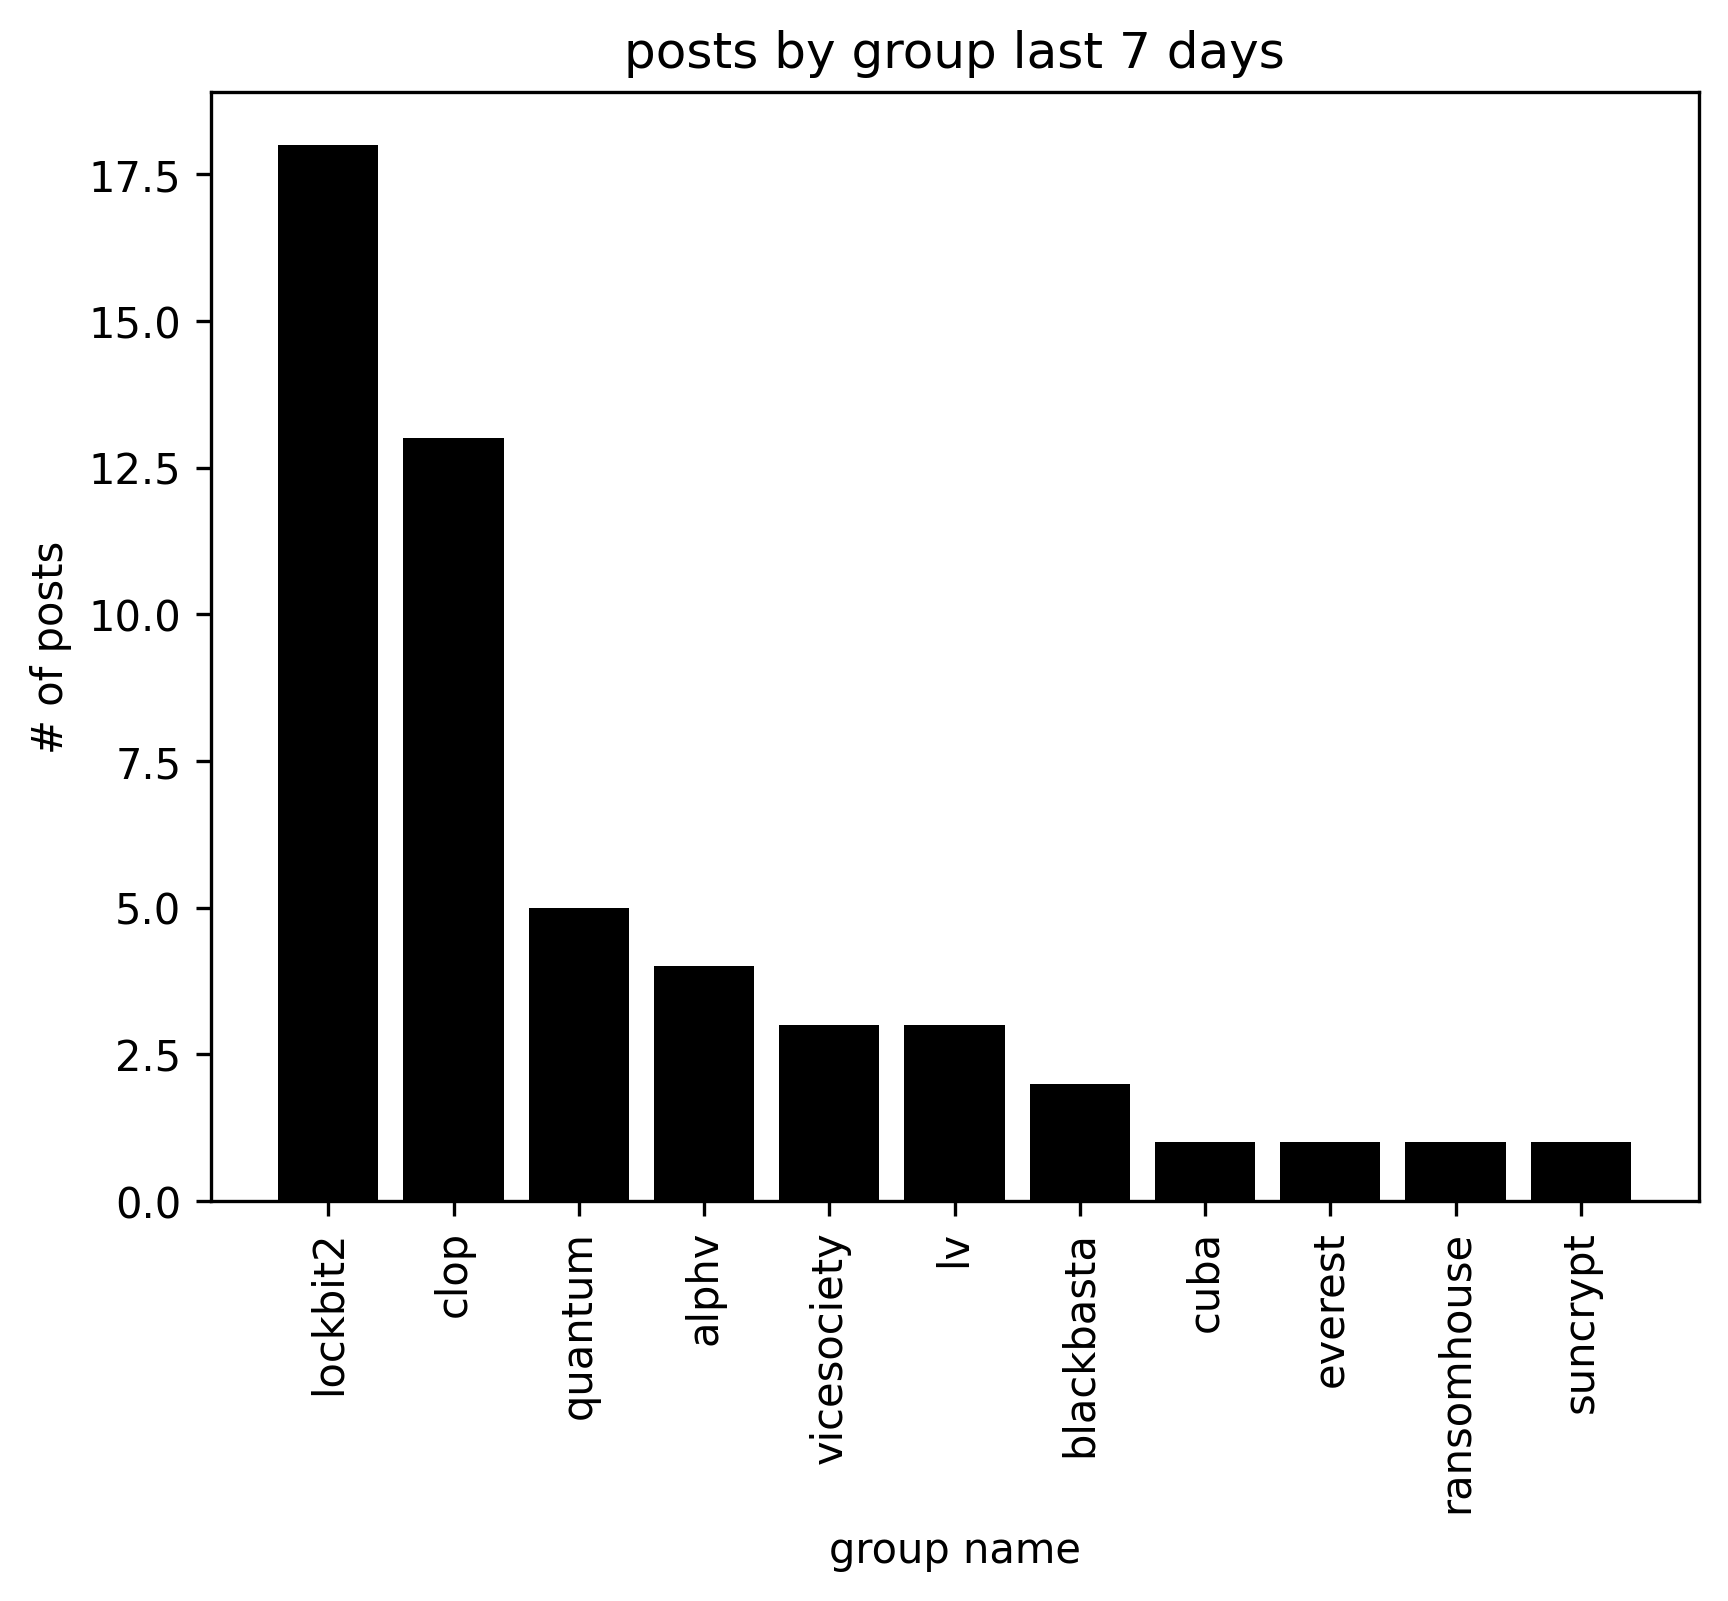 posts by group last 7 days
# of posts
17.5
15.0
12.5
10.0
7.5
5.0
2.5
0.0
lockbit2
clop
quantum
alphv
vicesociety
lv
blackbasta
cuba
everest
ransomhouse
suncrypt
group name